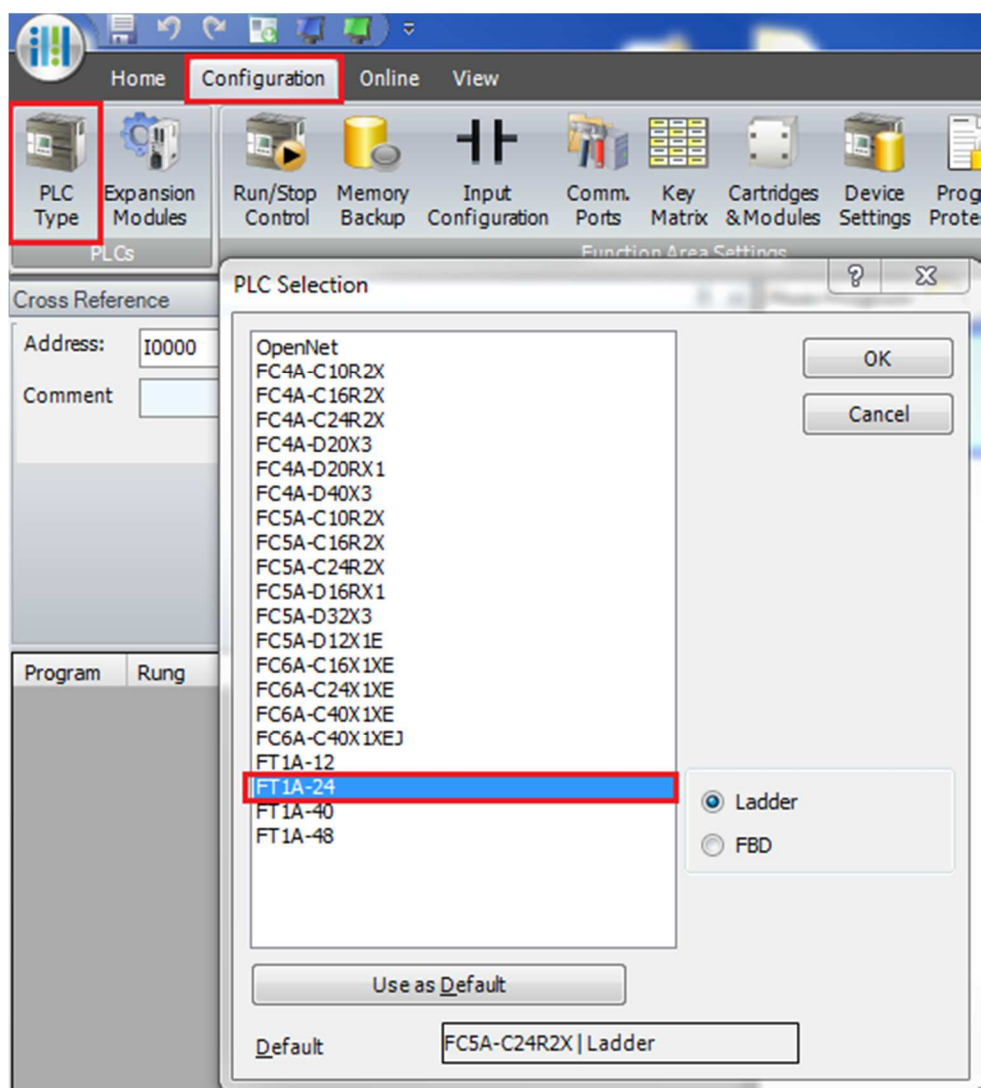 Home Configuration Online View
PLC Type
Expansion Modules
Run/Stop Control
Memory Backup
Input Configuration
Comm. Ports
Key Matrix
Cartridges &Modules
Device Settings
PLCs
Function Area Settings
Cross Reference
Address: I0000
Comment
Program Rung
PLC Selection
OpenNet
FC4A-C10R2X
FC4A-C16R2X
FC4A-C24R2X
FC4A-D20X3
FC4A-D20RX1
FC4A-D40X3
FC5A-C10R2X
FC5A-C16R2X
FC5A-C24R2X
FC5A-D16RX1
FC5A-D32X3
FC5A-D12X1E
FC6A-C16X1XE
FC6A-C24X1XE
FC6A-C40X1XE
FC6A-C40X1XEJ
FT1A-12
FT1A-24
FT1A-40
FT1A-48
OK
Cancel
Ladder
FBD
Use as Default
Default FC5A-C24R2X|Ladder